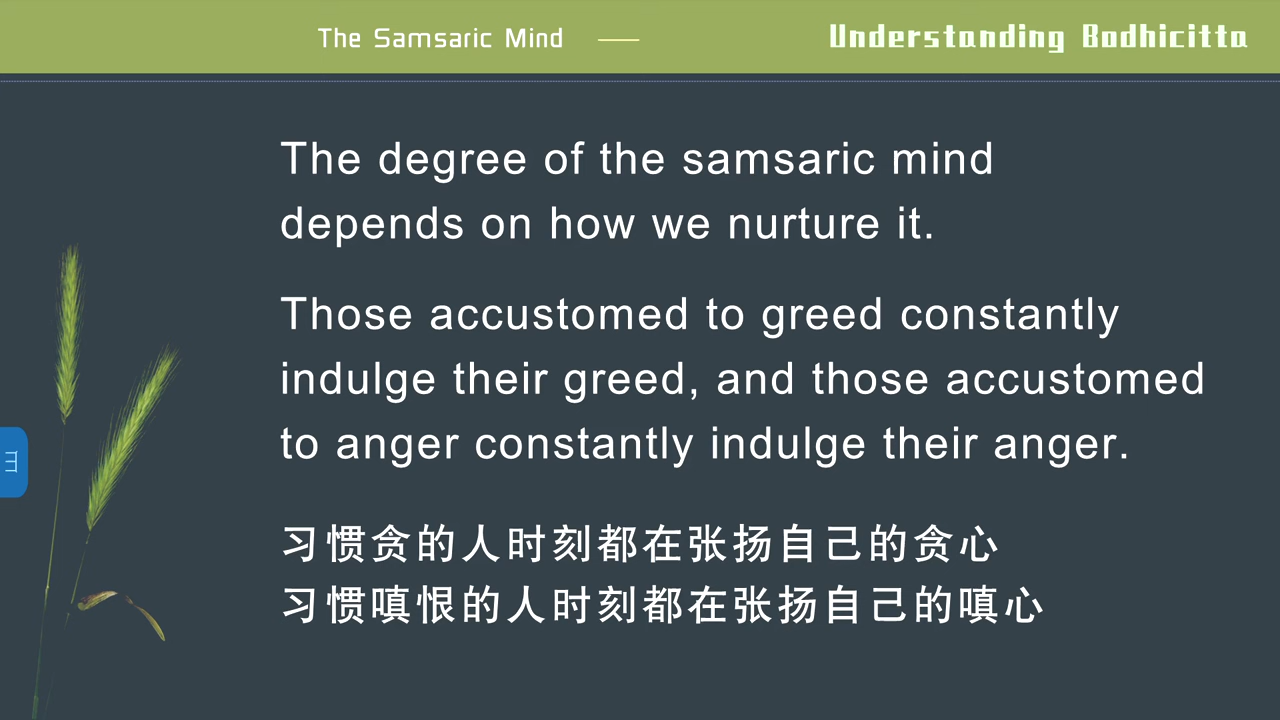 The Samsaric Mind —— Understanding Bodhicitta
The degree of the samsaric mind
depends on how we nurture it.
Those accustomed to greed constantly
indulge their greed, and those accustomed
to anger constantly indulge their anger.
习惯贪的人时刻都在张扬自己的贪心
习惯嗔恨的人时刻都在张扬自己的嗔心